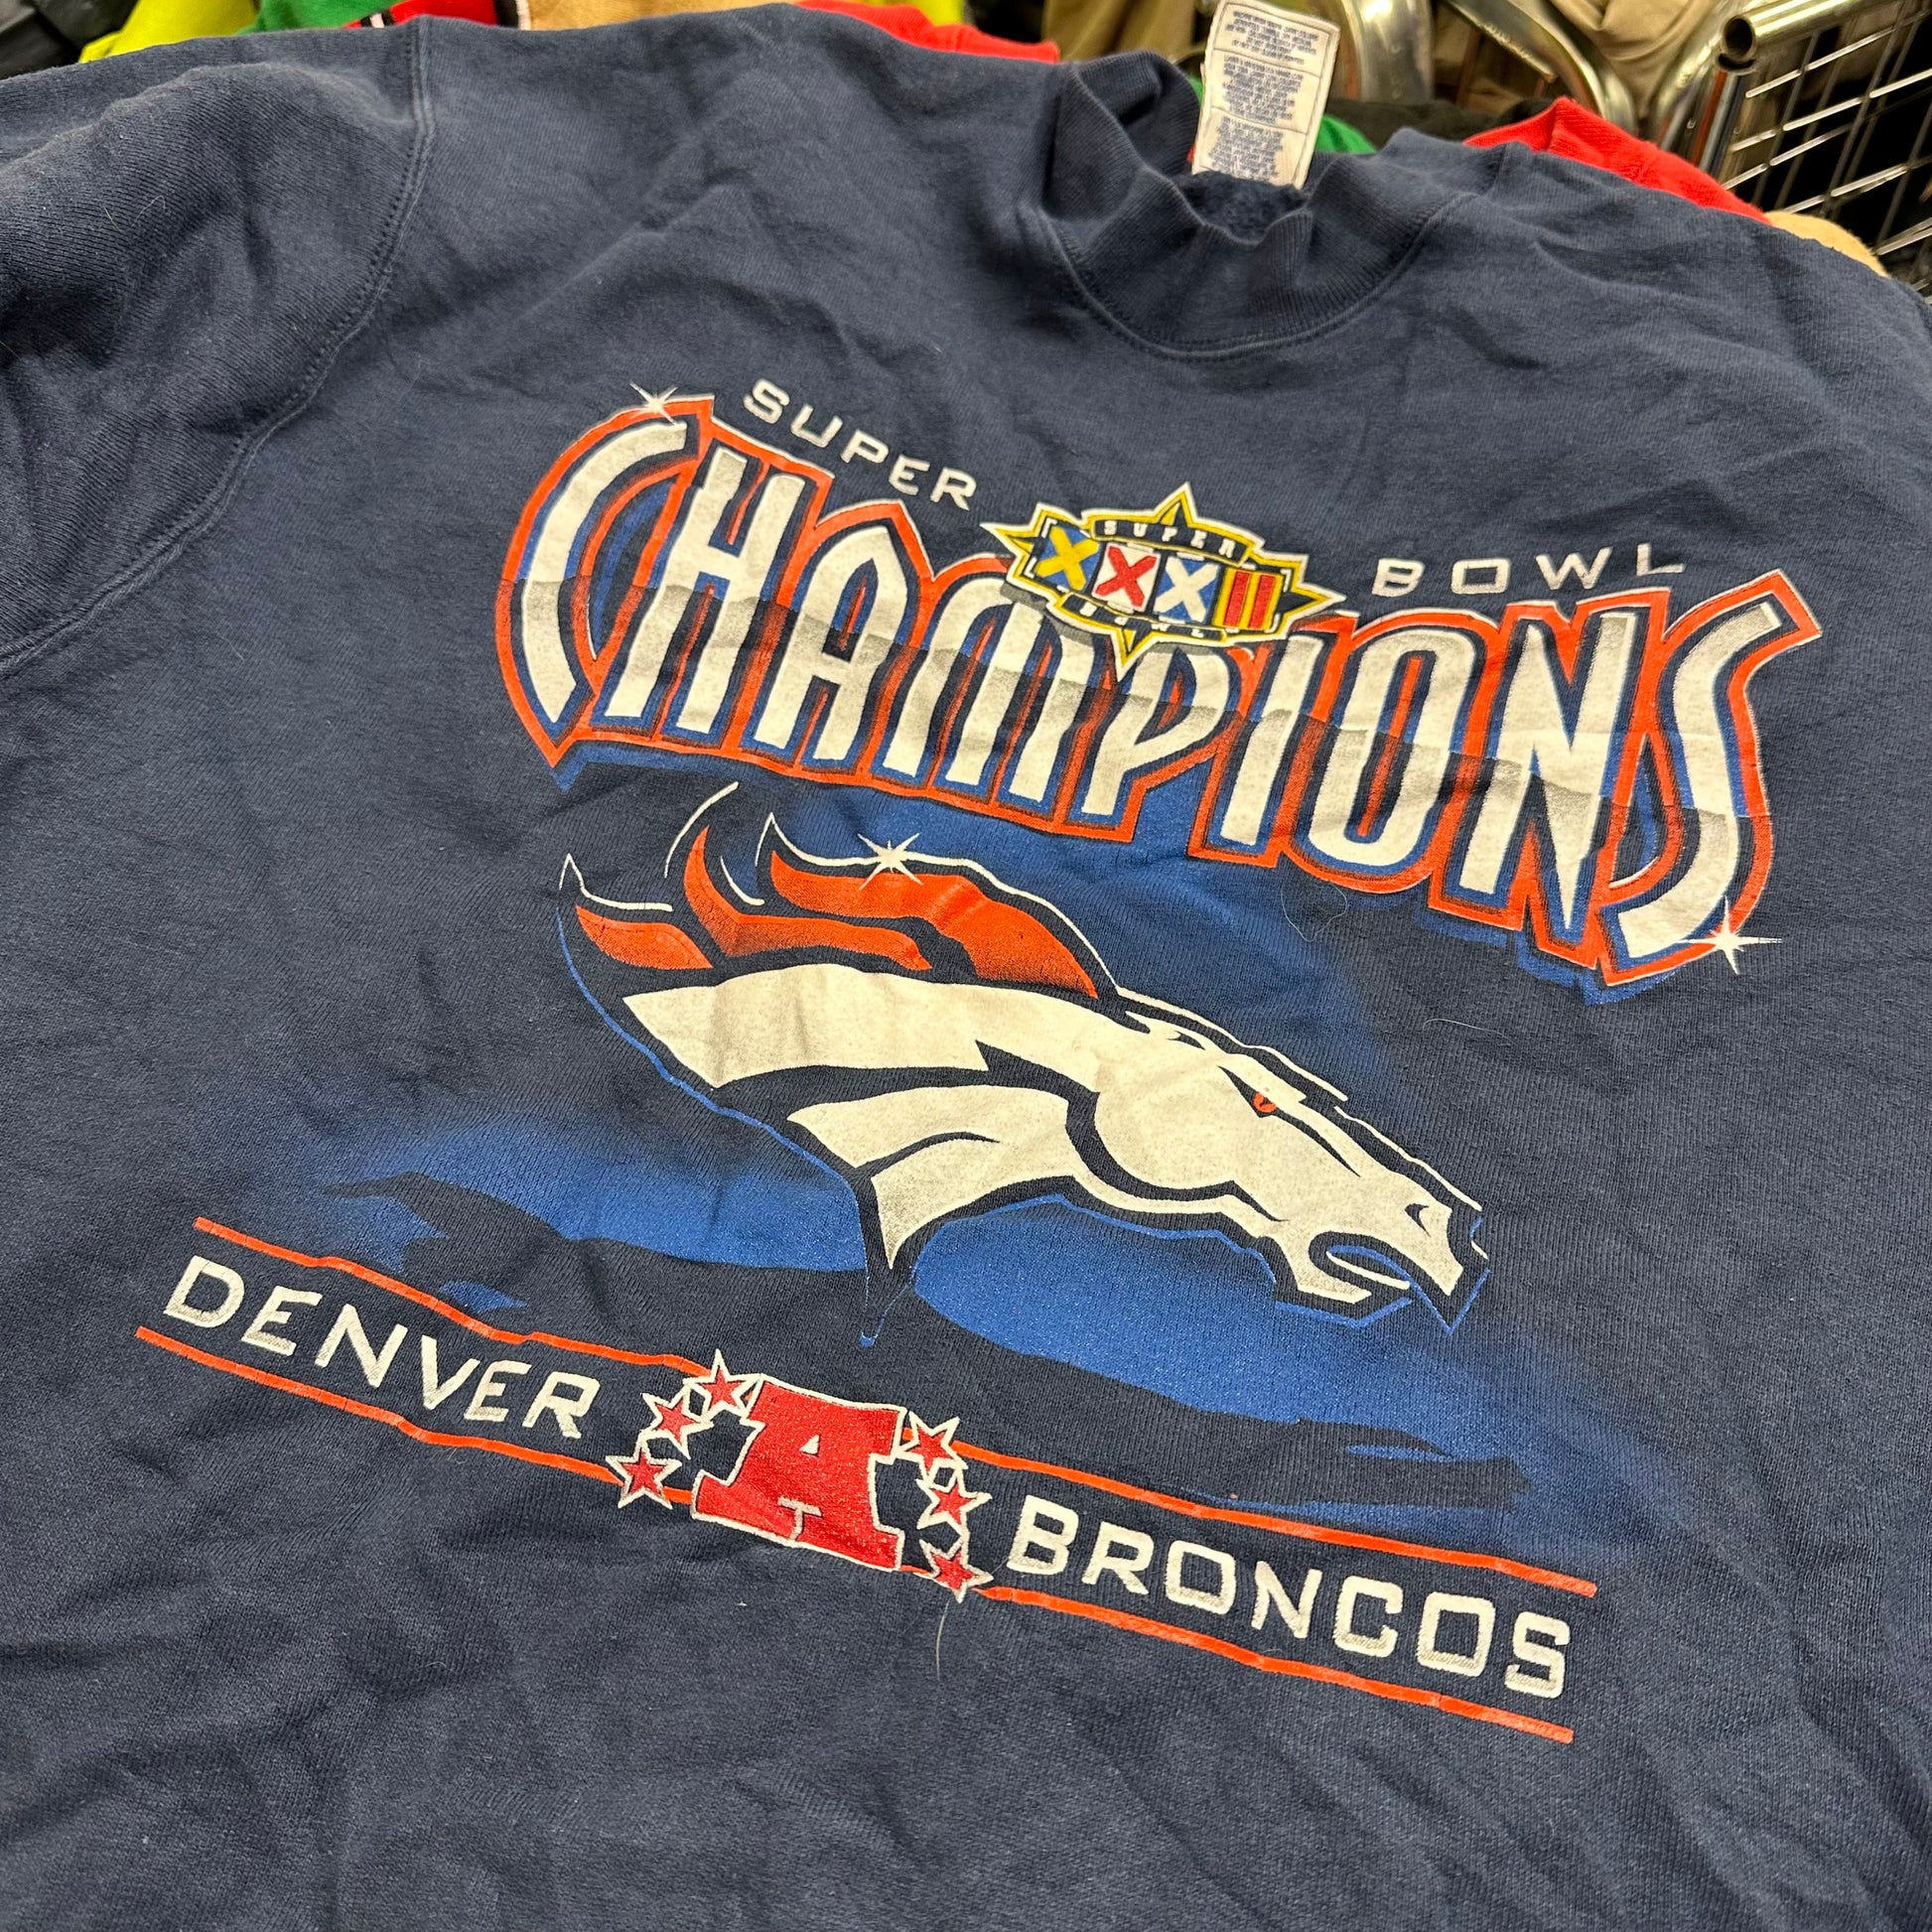 SUPER BOWL
SUPER
XXXII
BOWL
CHAMPIONS
DENVER A BRONCOS